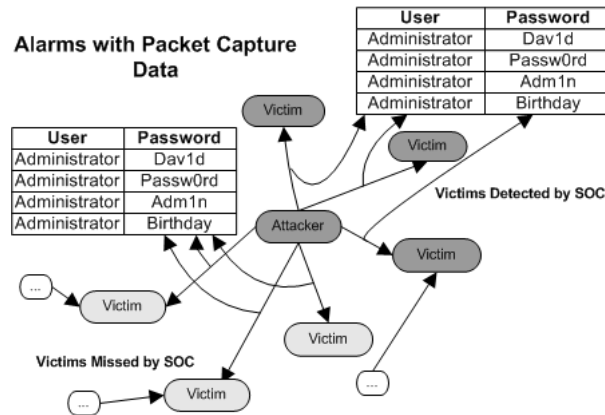 Alarms with Packet Capture
Data
User Password
Administrator Dav1d
Administrator Passw0rd
Administrator Adm1n
Administrator Birthday
Victim
Victim
User Password
Administrator Dav1d
Administrator Passw0rd
Administrator Adm1n
Administrator Birthday
Victims Detected by SOC
Attacker
Victim
...
Victim
Victim
Victims Missed by SOC
...
Victim
...